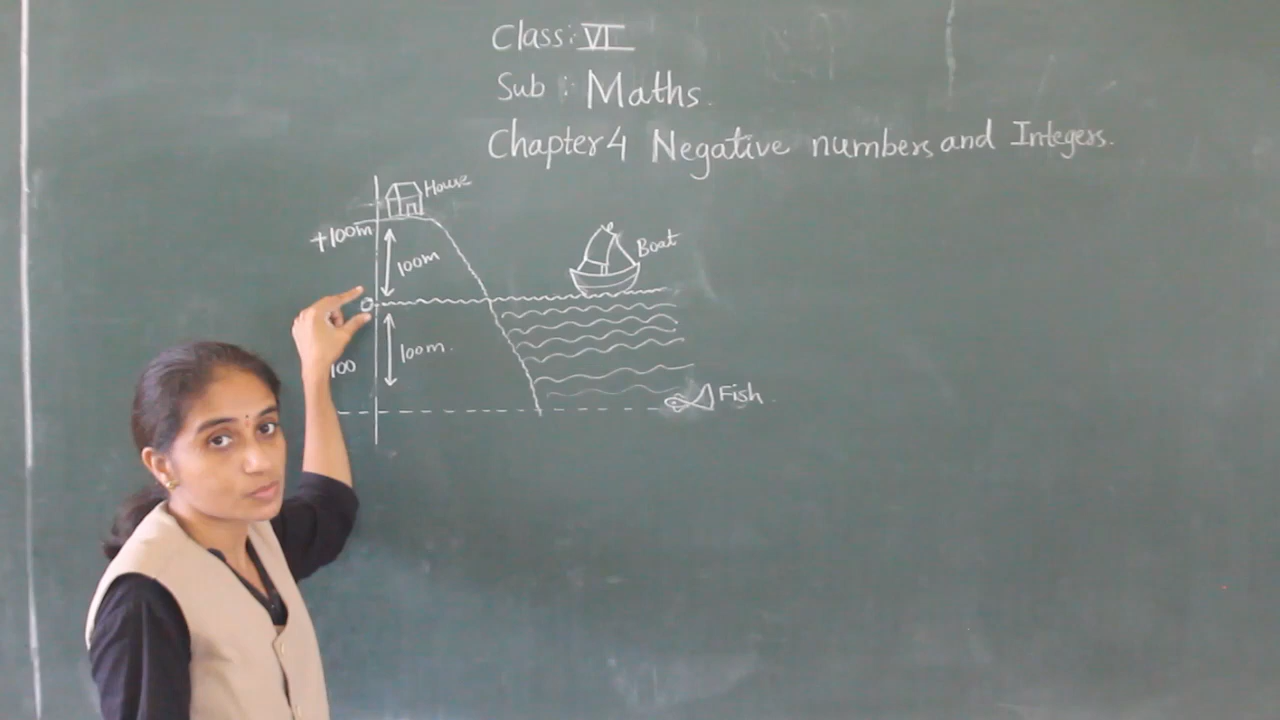 Class: VI
Sub : Maths.
Chapter 4 Negative numbers and Integers.
House
+100m
100m
Boat
0
100
100m.
Fish.